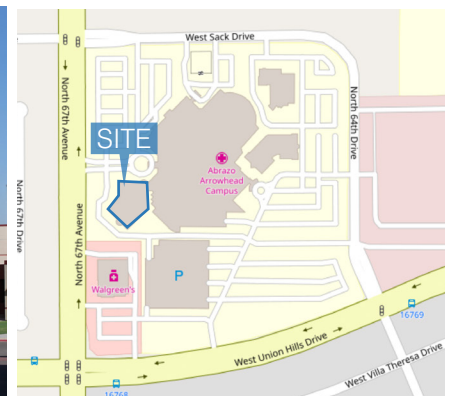 West Sack Drive
North 67th Avenue
North 64th Drive
SITE
Abrazo
Arrowhead
Campus
North 67th Drive
North 67th Avenue
P
Walgreen's
16769
West Union Hills Drive
West Villa Theresa Drive
16768